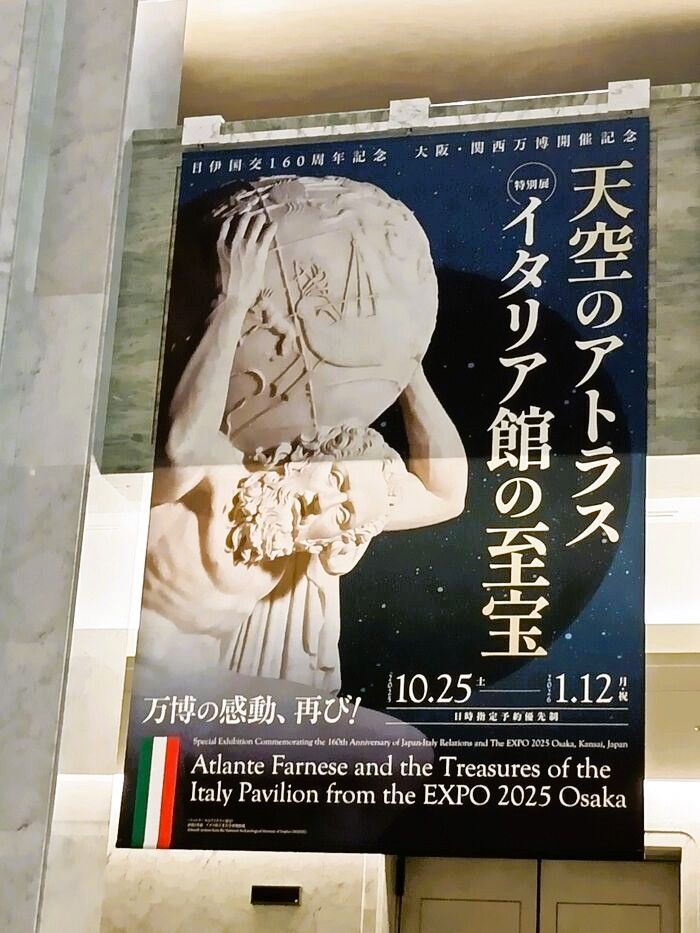 日伊国交160周年記念　大阪・関西万博開催記念
特別展
天空のアトラス
イタリア館の至宝
2025 10.25 土 — 2026 1.12 月・祝
日時指定予約優先制
万博の感動、再び!
Special Exhibition Commemorating the 160th Anniversary of Japan-Italy Relations and The EXPO 2025 Osaka, Kansai, Japan
Atlante Farnese and the Treasures of the
Italy Pavilion from the EXPO 2025 Osaka